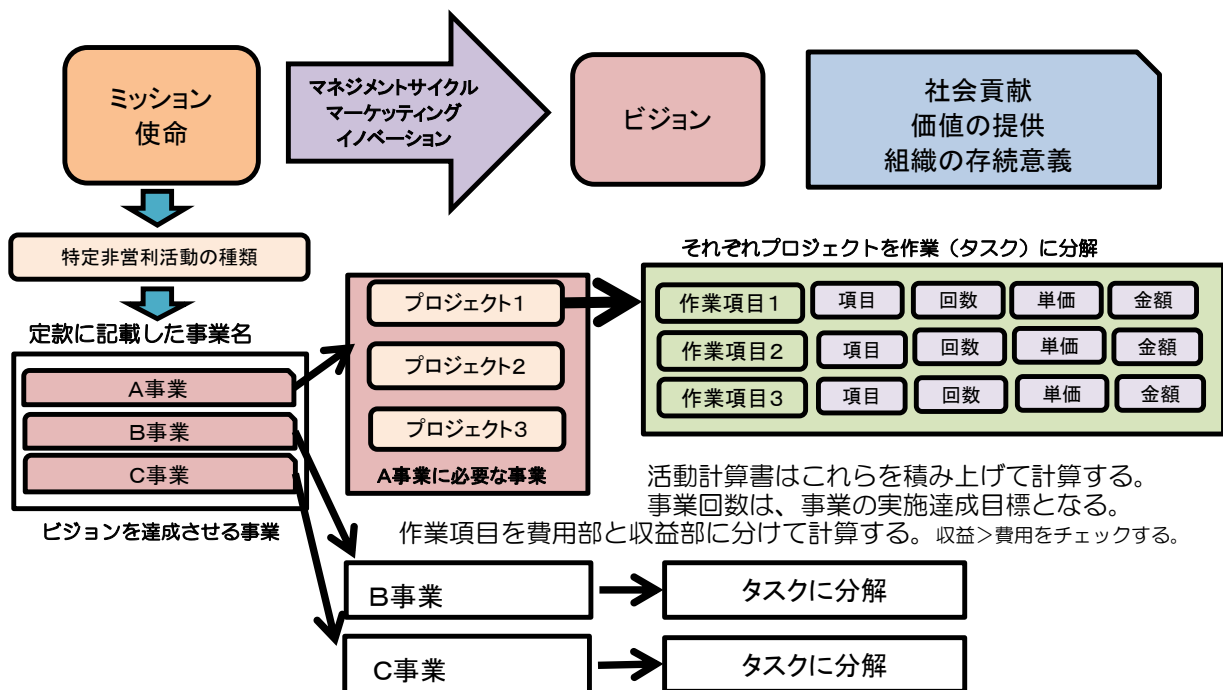 ミッション
使命
マネジメントサイクル
マーケッティング
イノベーション
ビジョン
社会貢献
価値の提供
組織の存続意義
特定非営利活動の種類
定款に記載した事業名
A事業
B事業
C事業
ビジョンを達成させる事業
プロジェクト1
プロジェクト2
プロジェクト3
A事業に必要な事業
それぞれプロジェクトを作業(タスク)に分解
作業項目1 項目 回数 単価 金額
作業項目2 項目 回数 単価 金額
作業項目3 項目 回数 単価 金額
活動計算書はこれらを積み上げて計算する。
事業回数は、事業の実施達成目標となる。
作業項目を費用部と収益部に分けて計算する。収益>費用をチェックする。
B事業
タスクに分解
C事業
タスクに分解